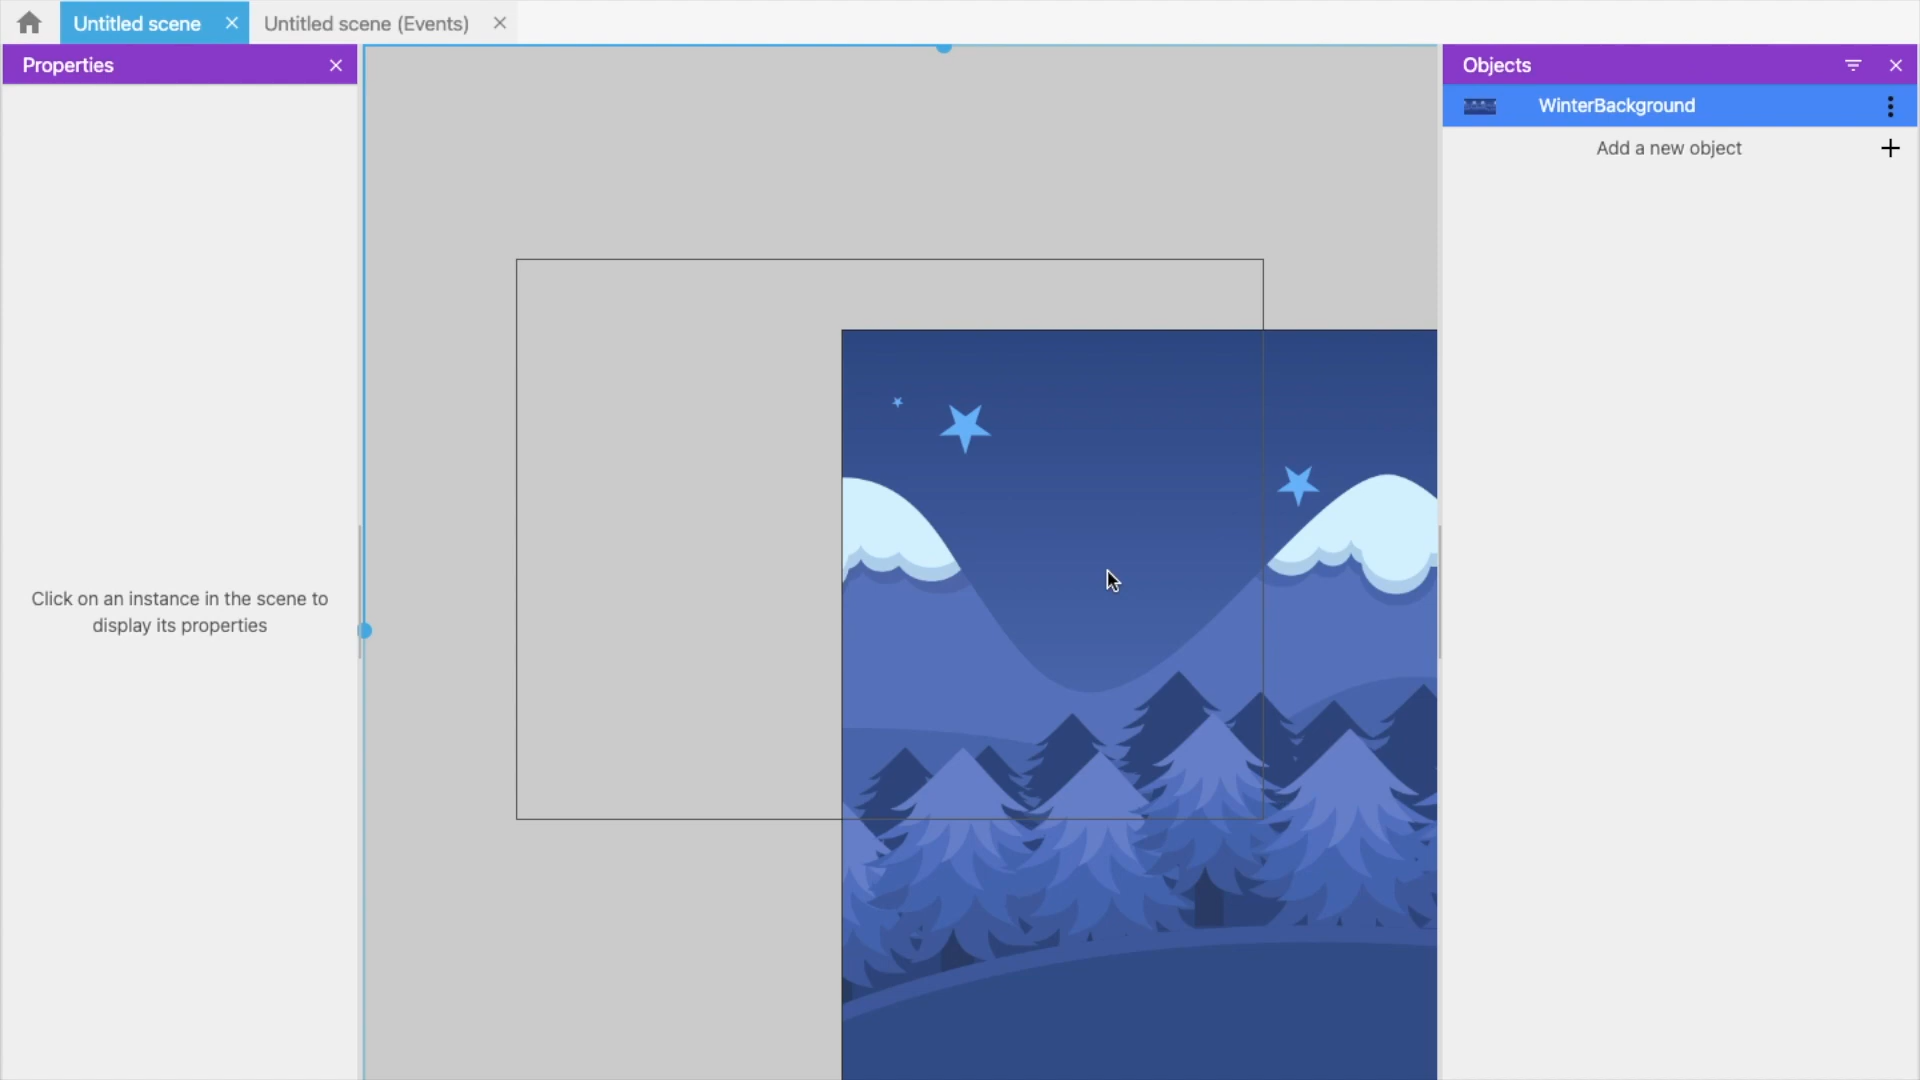 Untitled scene
Untitled scene (Events)
Properties
Objects
WinterBackground
Add a new object
Click on an instance in the scene to
display its properties